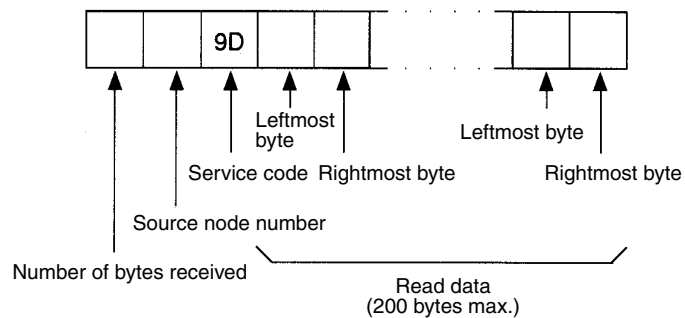 9D
Leftmost
byte
Leftmost byte
Service code
Rightmost byte
Rightmost byte
Source node number
Number of bytes received
Read data
(200 bytes max.)